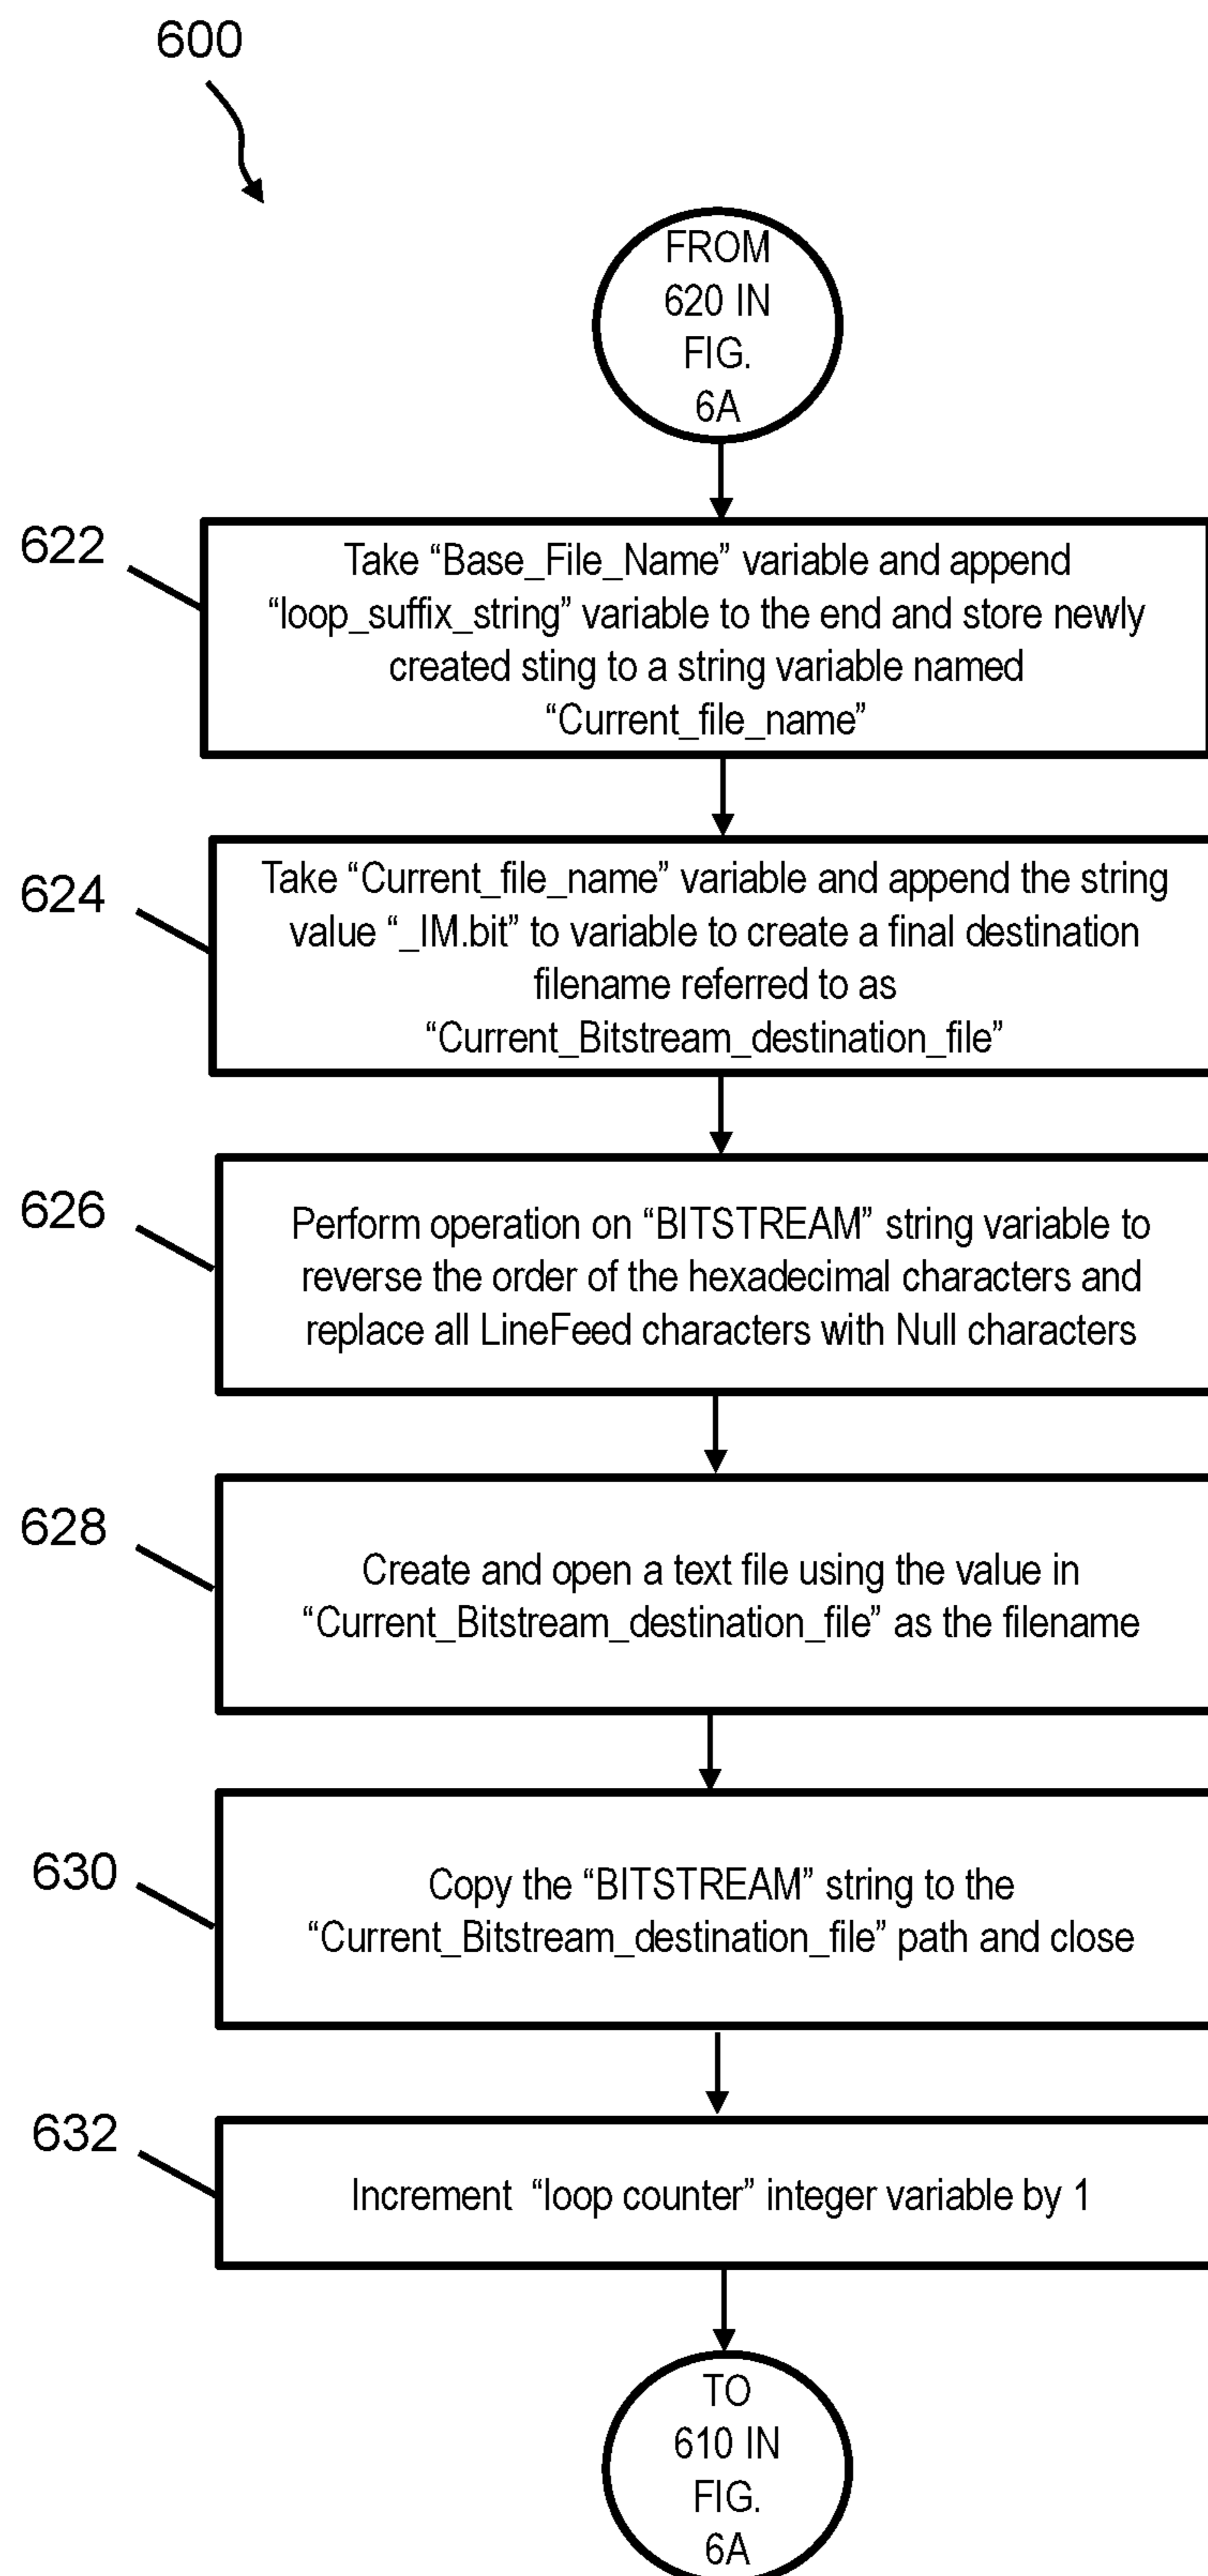 600
FROM
620 IN
FIG.
6A
622
Take “Base_File_Name” variable and append
“loop_suffix_string” variable to the end and store newly
created sting to a string variable named
“Current_file_name”
624
Take “Current_file_name” variable and append the string
value “_IM.bit” to variable to create a final destination
filename referred to as
“Current_Bitstream_destination_file”
626
Perform operation on “BITSTREAM” string variable to
reverse the order of the hexadecimal characters and
replace all LineFeed characters with Null characters
628
Create and open a text file using the value in
“Current_Bitstream_destination_file” as the filename
630
Copy the “BITSTREAM” string to the
“Current_Bitstream_destination_file” path and close
632
Increment “loop counter” integer variable by 1
TO
610 IN
FIG.
6A